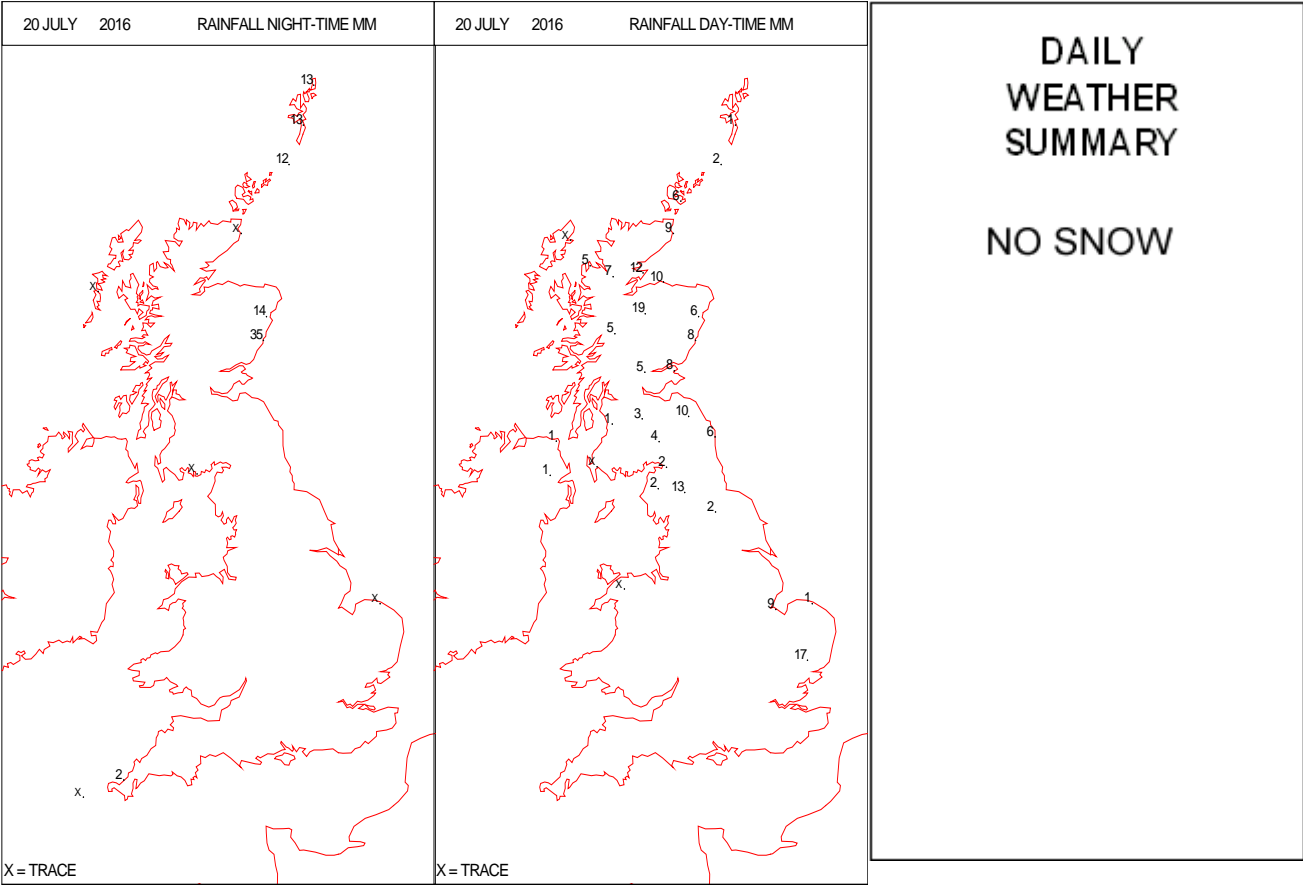 20 JULY 2016 RAINFALL NIGHT-TIME MM
13
13
12
X
X
14
35
X
X
2
X
X = TRACE
20 JULY 2016 RAINFALL DAY-TIME MM
1
2
6
9
X
5
7
12
10
19
6
5
8
5
8
10
3
1
6
4
1
X
2
1
2
13
2
X
9
1
17
X = TRACE
DAILY
WEATHER
SUMMARY
NO SNOW